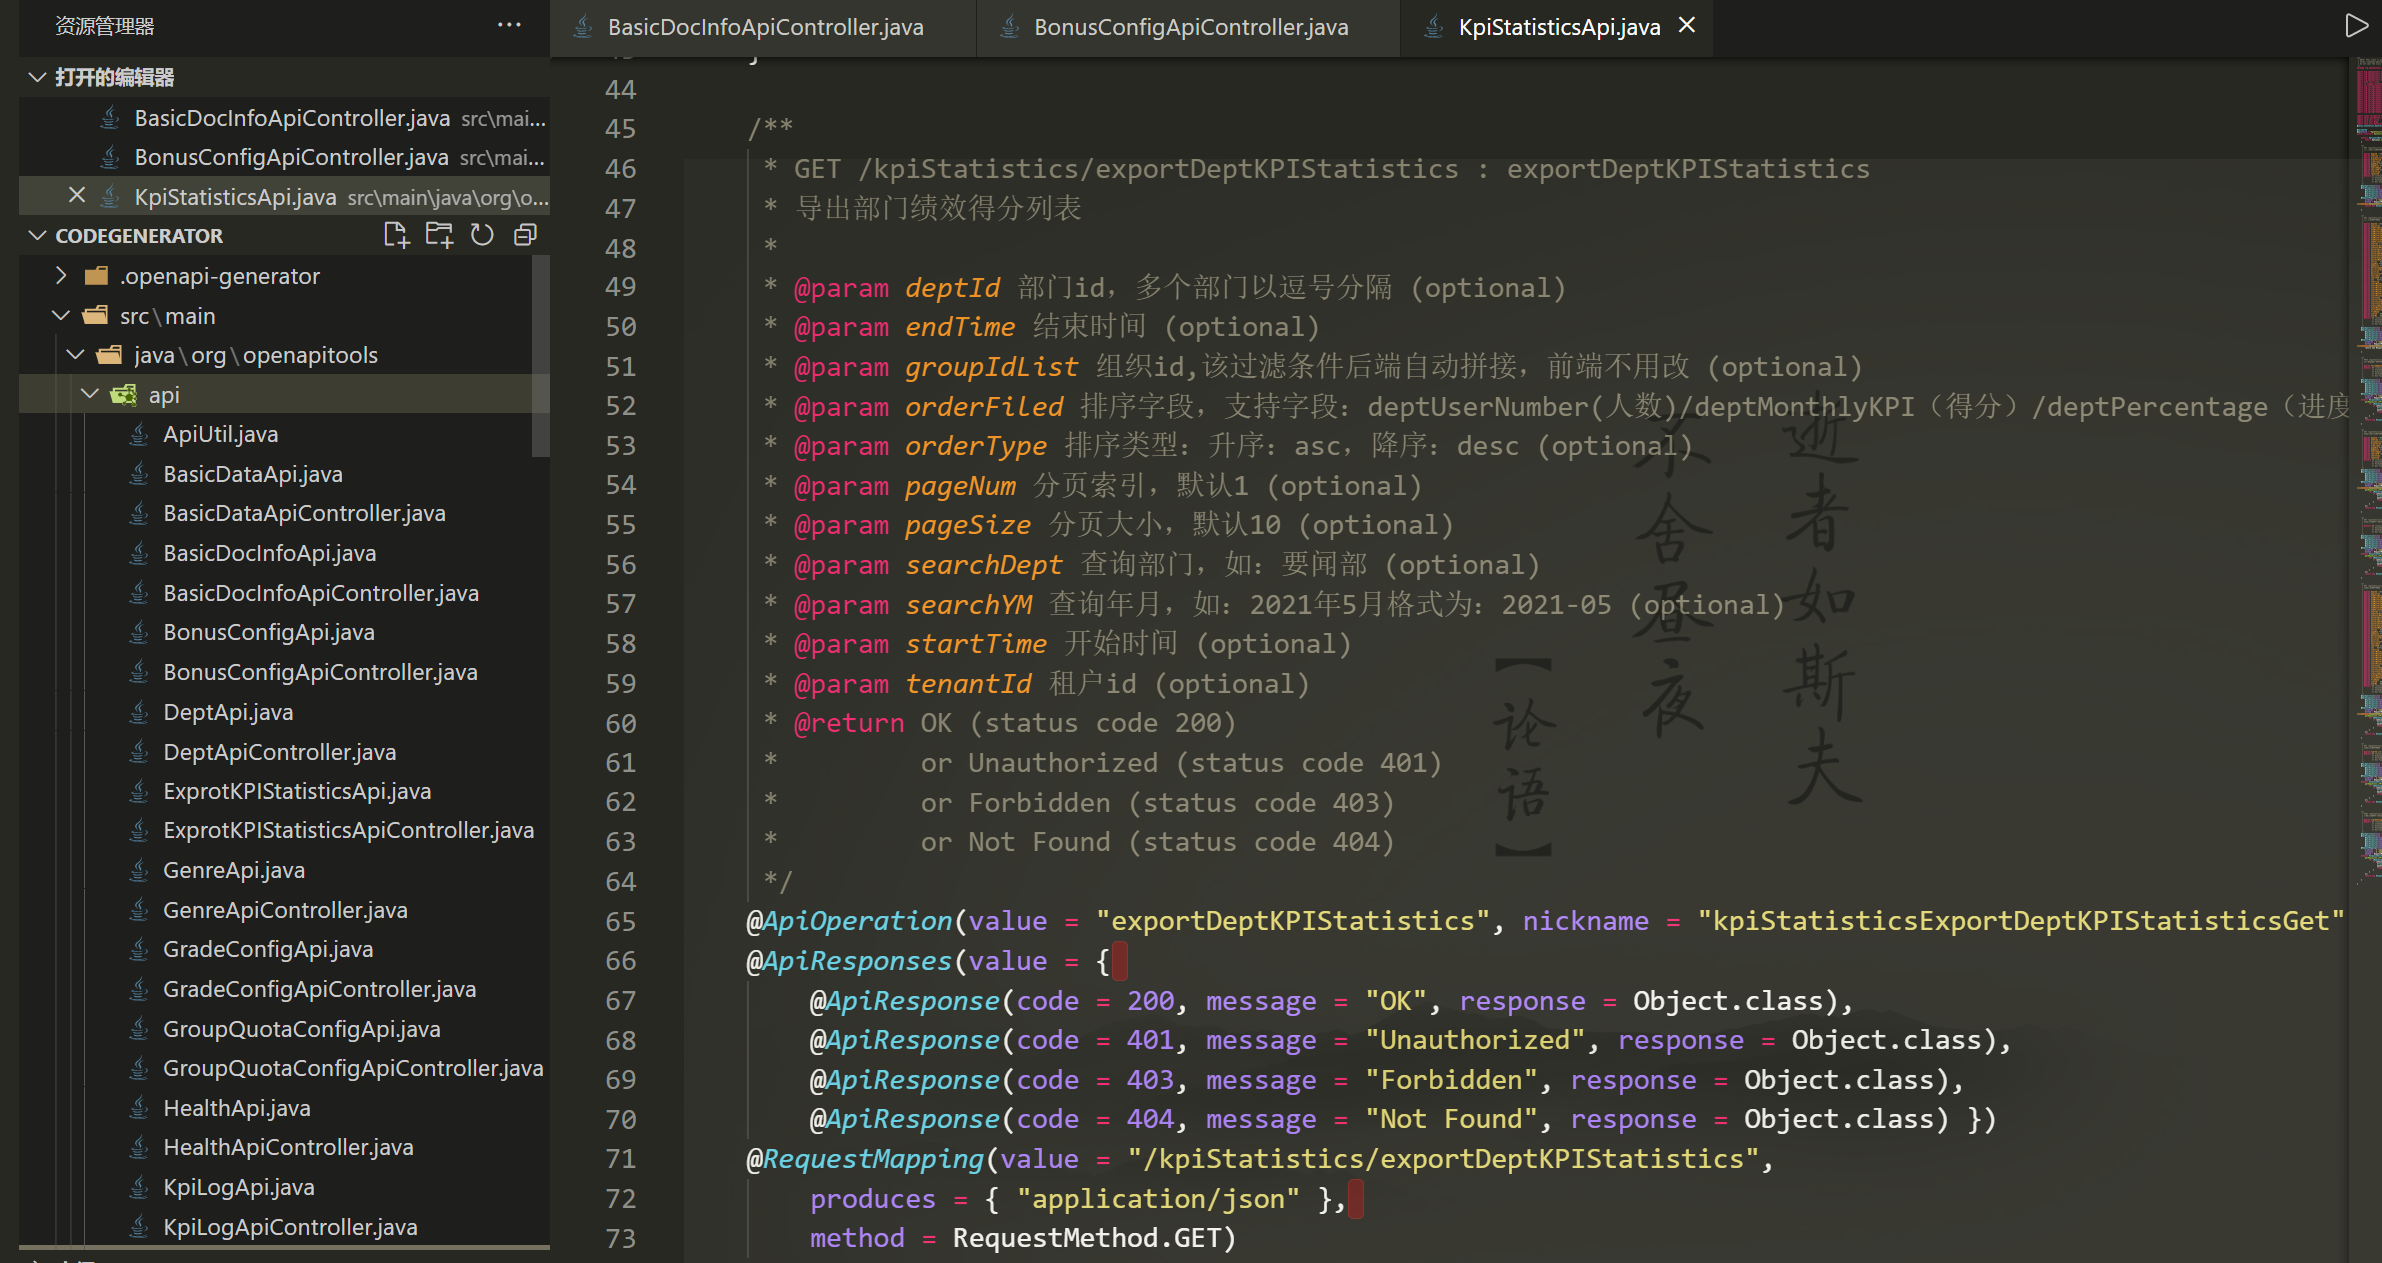 资源管理器
打开的编辑器
BasicDocInfoApiController.java src\mai...
BonusConfigApiController.java src\mai...
KpiStatisticsApi.java src\main\java\org\o...
CODEGENERATOR
.openapi-generator
src\main
java\org\openapitools
api
ApiUtil.java
BasicDataApi.java
BasicDataApiController.java
BasicDocInfoApi.java
BasicDocInfoApiController.java
BonusConfigApi.java
BonusConfigApiController.java
DeptApi.java
DeptApiController.java
ExprotKPIStatisticsApi.java
ExprotKPIStatisticsApiController.java
GenreApi.java
GenreApiController.java
GradeConfigApi.java
GradeConfigApiController.java
GroupQuotaConfigApi.java
GroupQuotaConfigApiController.java
HealthApi.java
HealthApiController.java
KpiLogApi.java
KpiLogApiController.java
BasicDocInfoApiController.java BonusConfigApiController.java KpiStatisticsApi.java
44
45 /**
46 * GET /kpiStatistics/exportDeptKPIStatistics : exportDeptKPIStatistics
47 * 导出部门绩效得分列表
48 *
49 * @param deptId 部门id，多个部门以逗号分隔 (optional)
50 * @param endTime 结束时间 (optional)
51 * @param groupIdList 组织id,该过滤条件后端自动拼接，前端不用改 (optional)
52 * @param orderFiled 排序字段，支持字段：deptUserNumber(人数)/deptMonthlyKPI（得分）/deptPercentage（进度
53 * @param orderType 排序类型：升序：asc，降序：desc (optional)
54 * @param pageNum 分页索引，默认1 (optional)
55 * @param pageSize 分页大小，默认10 (optional)
56 * @param searchDept 查询部门，如：要闻部 (optional)
57 * @param searchYM 查询年月，如：2021年5月格式为：2021-05 (optional)
58 * @param startTime 开始时间 (optional)
59 * @param tenantId 租户id (optional)
60 * @return OK (status code 200)
61 * or Unauthorized (status code 401)
62 * or Forbidden (status code 403)
63 * or Not Found (status code 404)
64 */
65 @ApiOperation(value = "exportDeptKPIStatistics", nickname = "kpiStatisticsExportDeptKPIStatisticsGet"
66 @ApiResponses(value = {
67 @ApiResponse(code = 200, message = "OK", response = Object.class),
68 @ApiResponse(code = 401, message = "Unauthorized", response = Object.class),
69 @ApiResponse(code = 403, message = "Forbidden", response = Object.class),
70 @ApiResponse(code = 404, message = "Not Found", response = Object.class) })
71 @RequestMapping(value = "/kpiStatistics/exportDeptKPIStatistics",
72 produces = { "application/json" },
73 method = RequestMethod.GET)
逝者如斯夫
不舍昼夜
【论语】